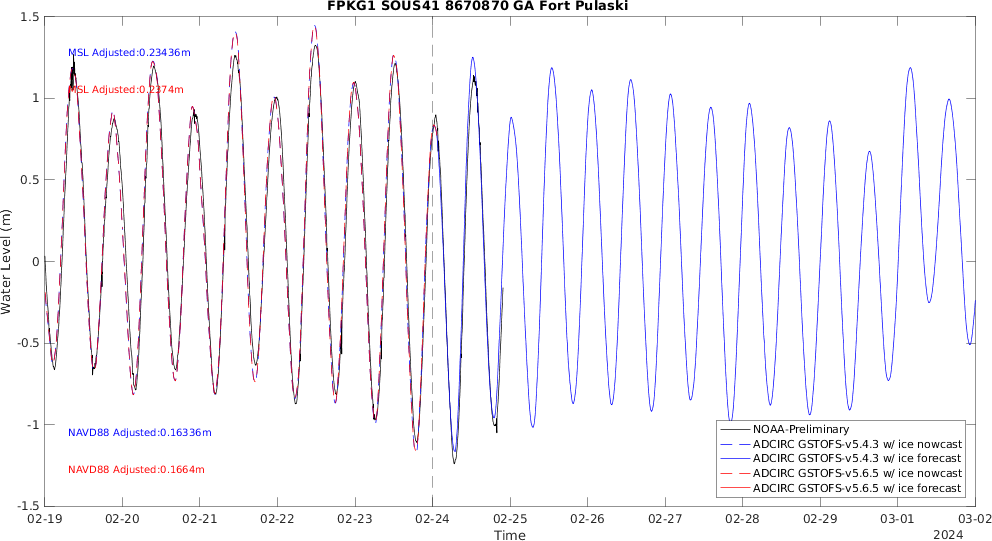 FPKG1 SOUS41 8670870 GA Fort Pulaski
1.5
1
0.5
0
-0.5
-1
-1.5
Water Level (m)
MSL Adjusted:0.23436m
MSL Adjusted:0.2374m
NAVD88 Adjusted:0.16336m
NAVD88 Adjusted:0.1664m
NOAA-Preliminary
ADCIRC GSTOFS-v5.4.3 w/ ice nowcast
ADCIRC GSTOFS-v5.4.3 w/ ice forecast
ADCIRC GSTOFS-v5.6.5 w/ ice nowcast
ADCIRC GSTOFS-v5.6.5 w/ ice forecast
02-19 02-20 02-21 02-22 02-23 02-24 02-25 02-26 02-27 02-28 02-29 03-01 03-02
Time
2024